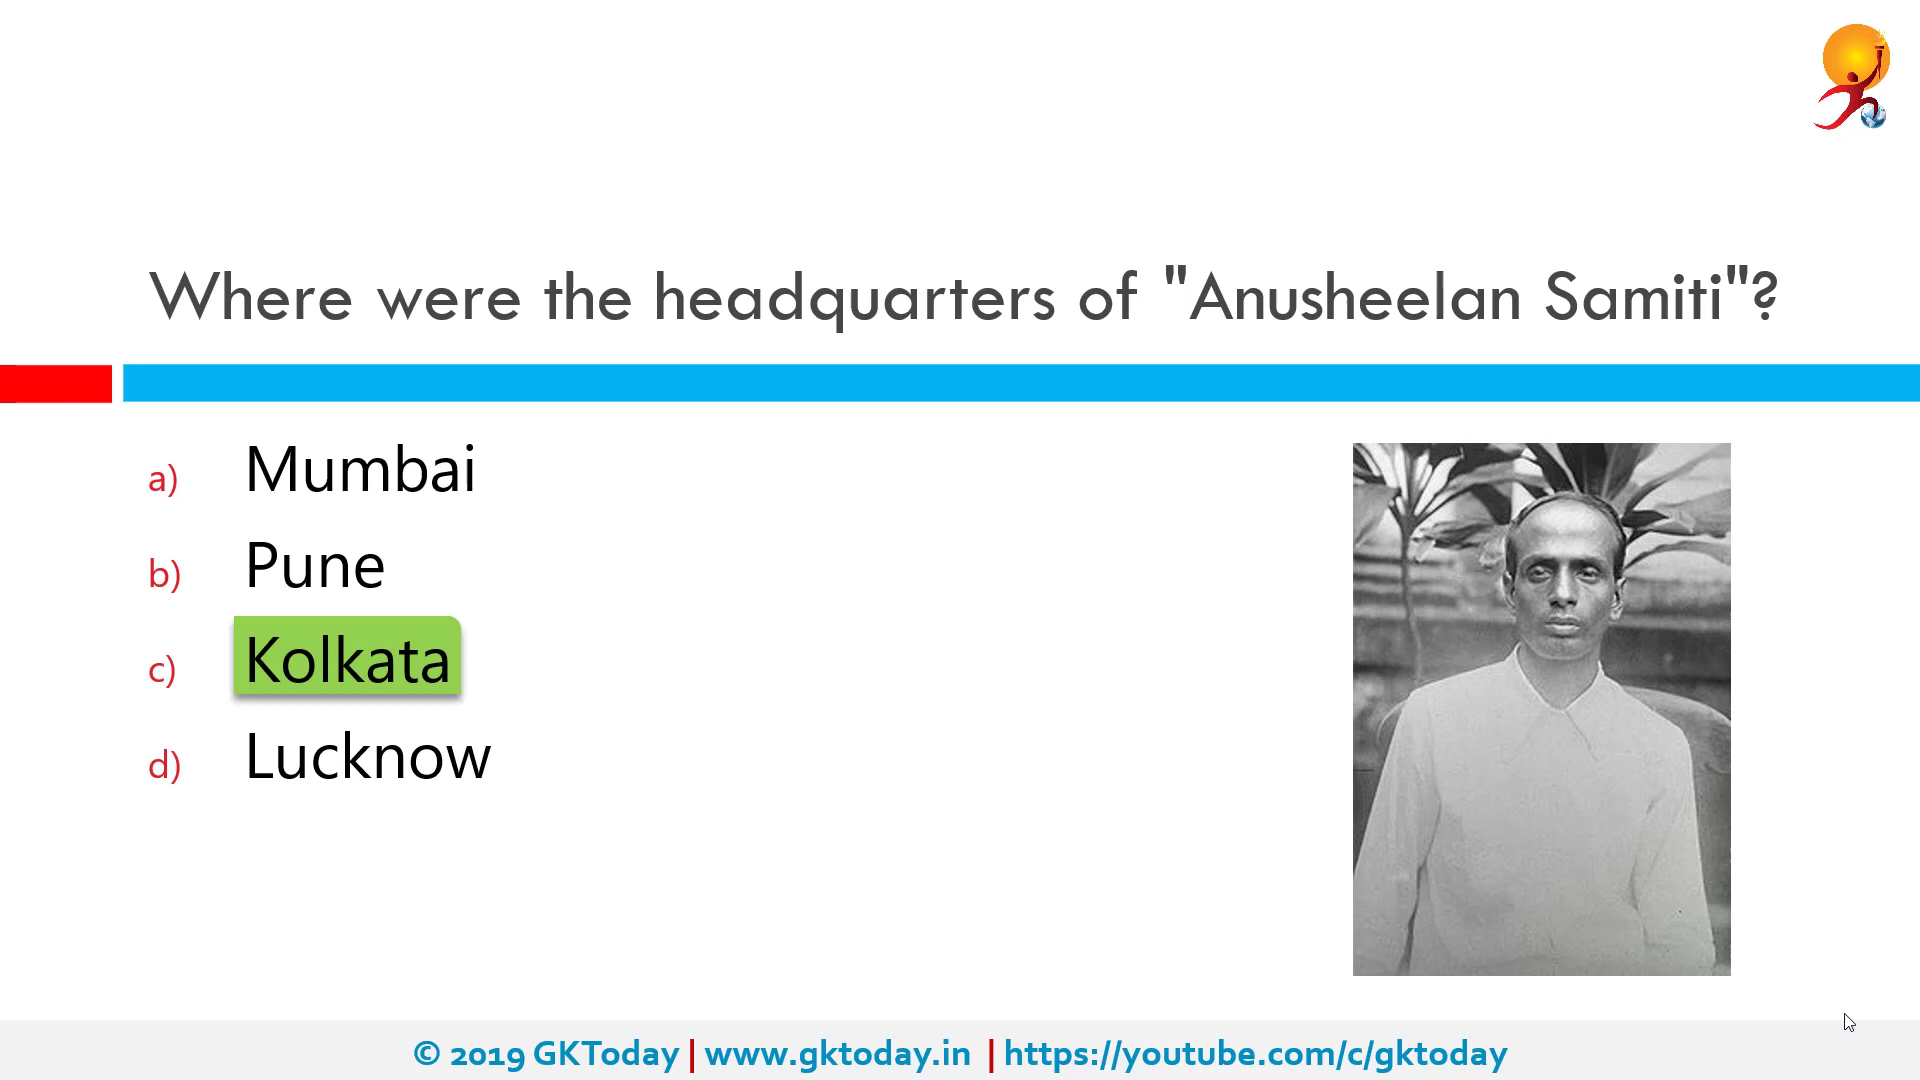 Where were the headquarters of "Anusheelan Samiti"?
a) Mumbai
b) Pune
c) Kolkata
d) Lucknow
© 2019 GKToday | www.gktoday.in | https://youtube.com/c/gktoday